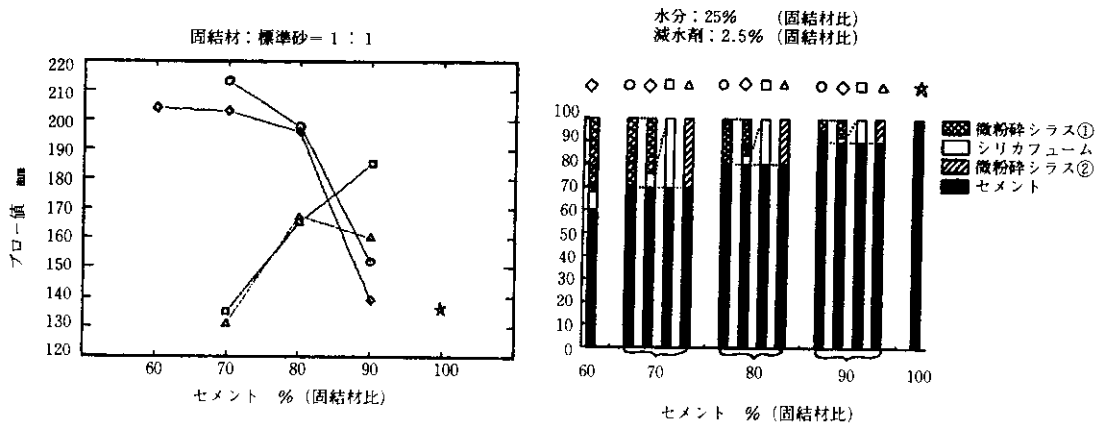 固結材：標準砂＝1：1
220
210
200
190
180
170
160
150
140
130
120
フロー値 mm
60 70 80 90 100
セメント ％（固結材比）
水分：25％ （固結材比）
減水剤：2.5％（固結材比）
100
90
80
70
60
50
40
30
20
10
0
微粉砕シラス①
シリカフューム
微粉砕シラス②
セメント
60 70 80 90 100
セメント ％（固結材比）